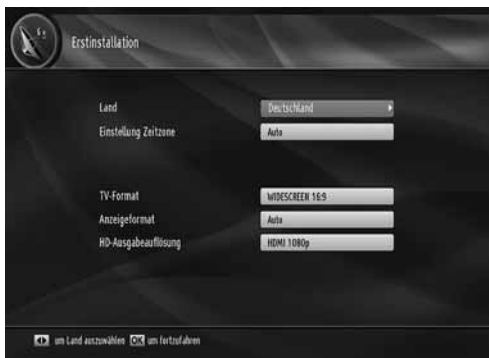 Erstinstallation
Land Deutschland
Einstellung Zeitzone Auto
TV-Format WIDESCREEN 16:9
Anzeigeformat Auto
HD-Ausgabeauflösung HDMI 1080p
um Land auszuwählen OK um fortzufahren